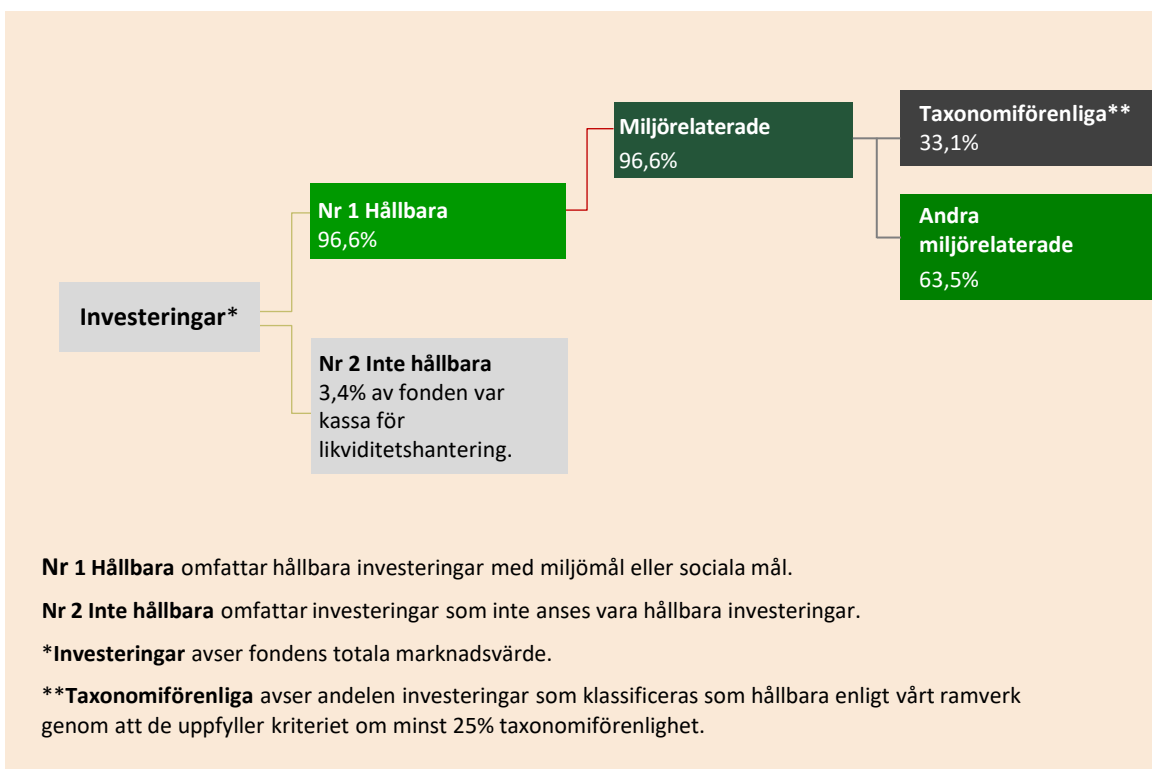 Investeringar*
Nr 1 Hållbara
96,6%
Nr 2 Inte hållbara
3,4% av fonden var
kassa för
likviditetshantering.
Miljörelaterade
96,6%
Taxonomiförenliga**
33,1%
Andra
miljörelaterade
63,5%
Nr 1 Hållbara omfattar hållbara investeringar med miljömål eller sociala mål.
Nr 2 Inte hållbara omfattar investeringar som inte anses vara hållbara investeringar.
*Investeringar avser fondens totala marknadsvärde.
**Taxonomiförenliga avser andelen investeringar som klassificeras som hållbara enligt vårt ramverk
genom att de uppfyller kriteriet om minst 25% taxonomiförenlighet.